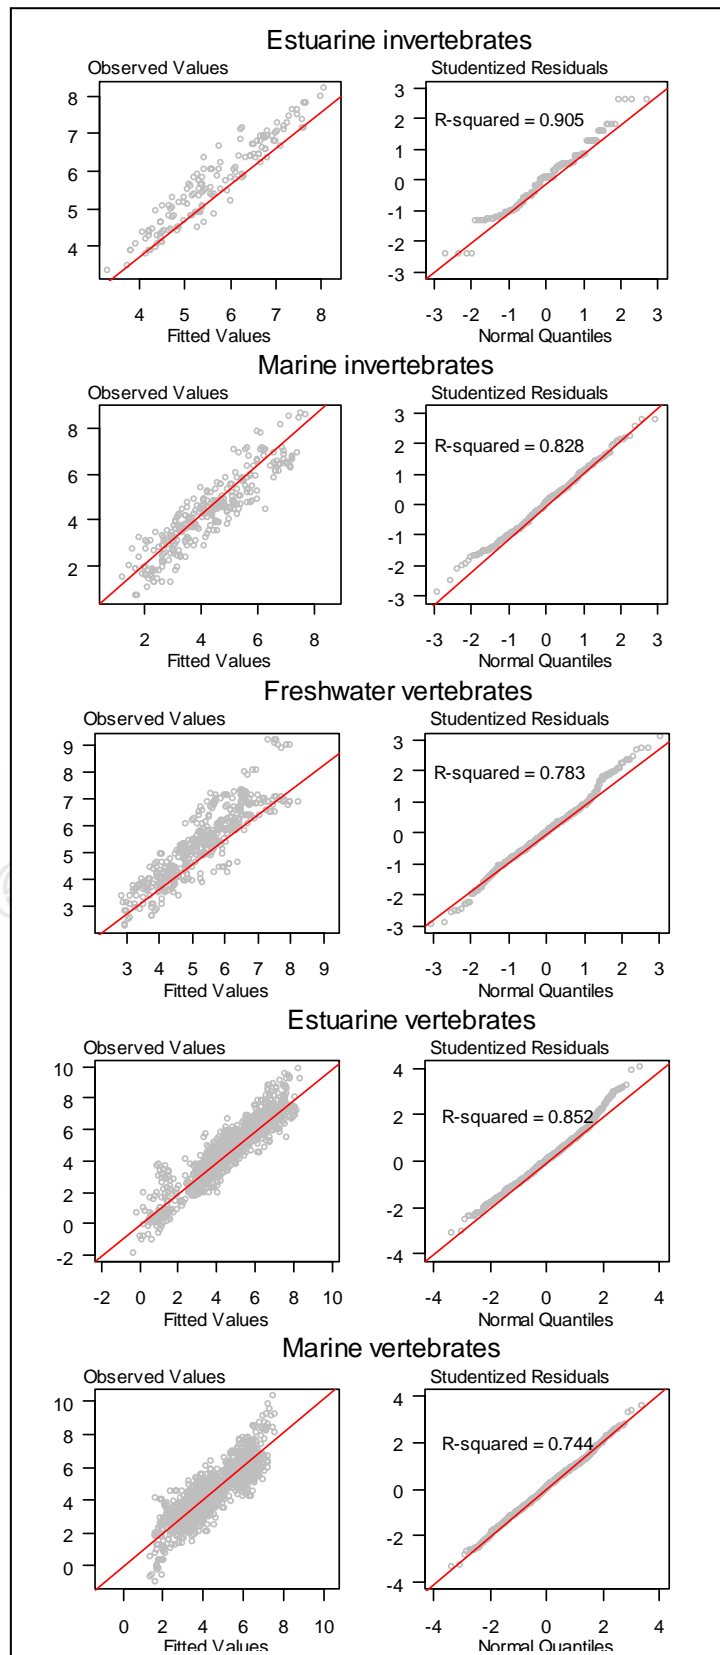 Estuarine invertebrates
Observed Values
Studentized Residuals
8
7
6
5
4
4 5 6 7 8
Fitted Values
3
2
1
0
-1
-2
-3
R-squared = 0.905
-3 -2 -1 0 1 2 3
Normal Quantiles
Marine invertebrates
Observed Values
Studentized Residuals
8
6
4
2
2 4 6 8
Fitted Values
3
2
1
0
-1
-2
-3
R-squared = 0.828
-3 -2 -1 0 1 2 3
Normal Quantiles
Freshwater vertebrates
Observed Values
Studentized Residuals
9
8
7
6
5
4
3
3 4 5 6 7 8 9
Fitted Values
3
2
1
0
-1
-2
-3
R-squared = 0.783
-3 -2 -1 0 1 2 3
Normal Quantiles
Estuarine vertebrates
Observed Values
Studentized Residuals
10
8
6
4
2
0
-2
-2 0 2 4 6 8 10
Fitted Values
4
2
0
-2
-4
R-squared = 0.852
-4 -2 0 2 4
Normal Quantiles
Marine vertebrates
Observed Values
Studentized Residuals
10
8
6
4
2
0
0 2 4 6 8 10
Fitted Values
4
2
0
-2
-4
R-squared = 0.744
-4 -2 0 2 4
Normal Quantiles